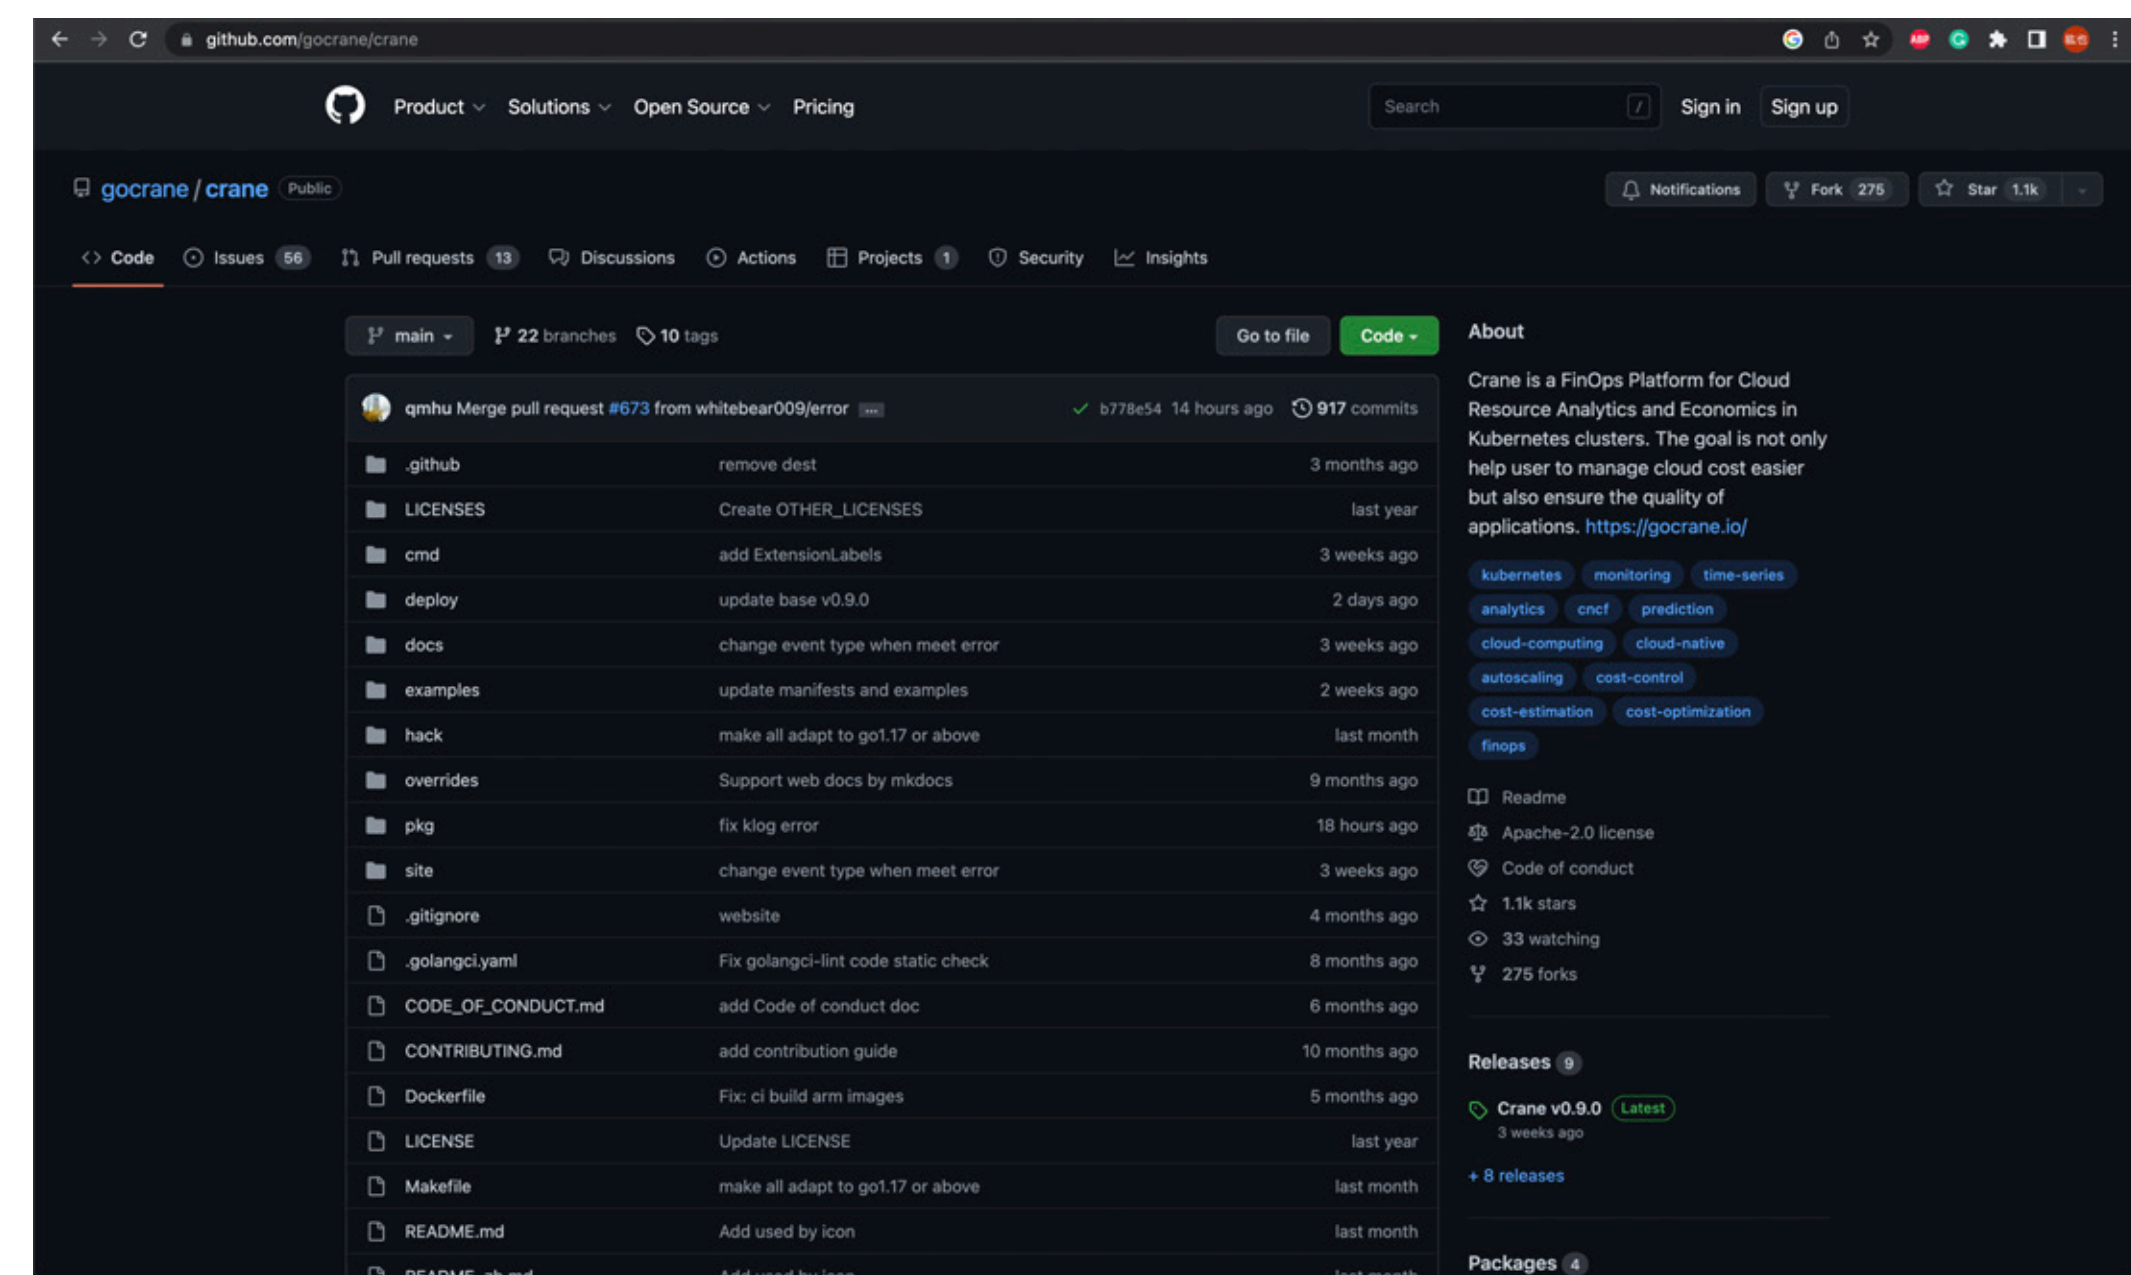 github.com/gocrane/crane
ABP
Product Solutions Open Source Pricing Search / Sign in Sign up
gocrane / crane Public Notifications Fork 275 Star 1.1k
Code Issues 56 Pull requests 13 Discussions Actions Projects 1 Security Insights
main 22 branches 10 tags Go to file Code
qmhu Merge pull request #673 from whitebear009/error ... b778e54 14 hours ago 917 commits
.github remove dest 3 months ago
LICENSES Create OTHER_LICENSES last year
cmd add ExtensionLabels 3 weeks ago
deploy update base v0.9.0 2 days ago
docs change event type when meet error 3 weeks ago
examples update manifests and examples 2 weeks ago
hack make all adapt to go1.17 or above last month
overrides Support web docs by mkdocs 9 months ago
pkg fix klog error 18 hours ago
site change event type when meet error 3 weeks ago
.gitignore website 4 months ago
.golangci.yaml Fix golangci-lint code static check 8 months ago
CODE_OF_CONDUCT.md add Code of conduct doc 6 months ago
CONTRIBUTING.md add contribution guide 10 months ago
Dockerfile Fix: ci build arm images 5 months ago
LICENSE Update LICENSE last year
Makefile make all adapt to go1.17 or above last month
README.md Add used by icon last month
README_zh.md Add used by icon last month
About
Crane is a FinOps Platform for Cloud
Resource Analytics and Economics in
Kubernetes clusters. The goal is not only
help user to manage cloud cost easier
but also ensure the quality of
applications. https://gocrane.io/
kubernetes monitoring time-series
analytics cncf prediction
cloud-computing cloud-native
autoscaling cost-control
cost-estimation cost-optimization
finops
Readme
Apache-2.0 license
Code of conduct
1.1k stars
33 watching
275 forks
Releases 9
Crane v0.9.0 Latest
3 weeks ago
+ 8 releases
Packages 4